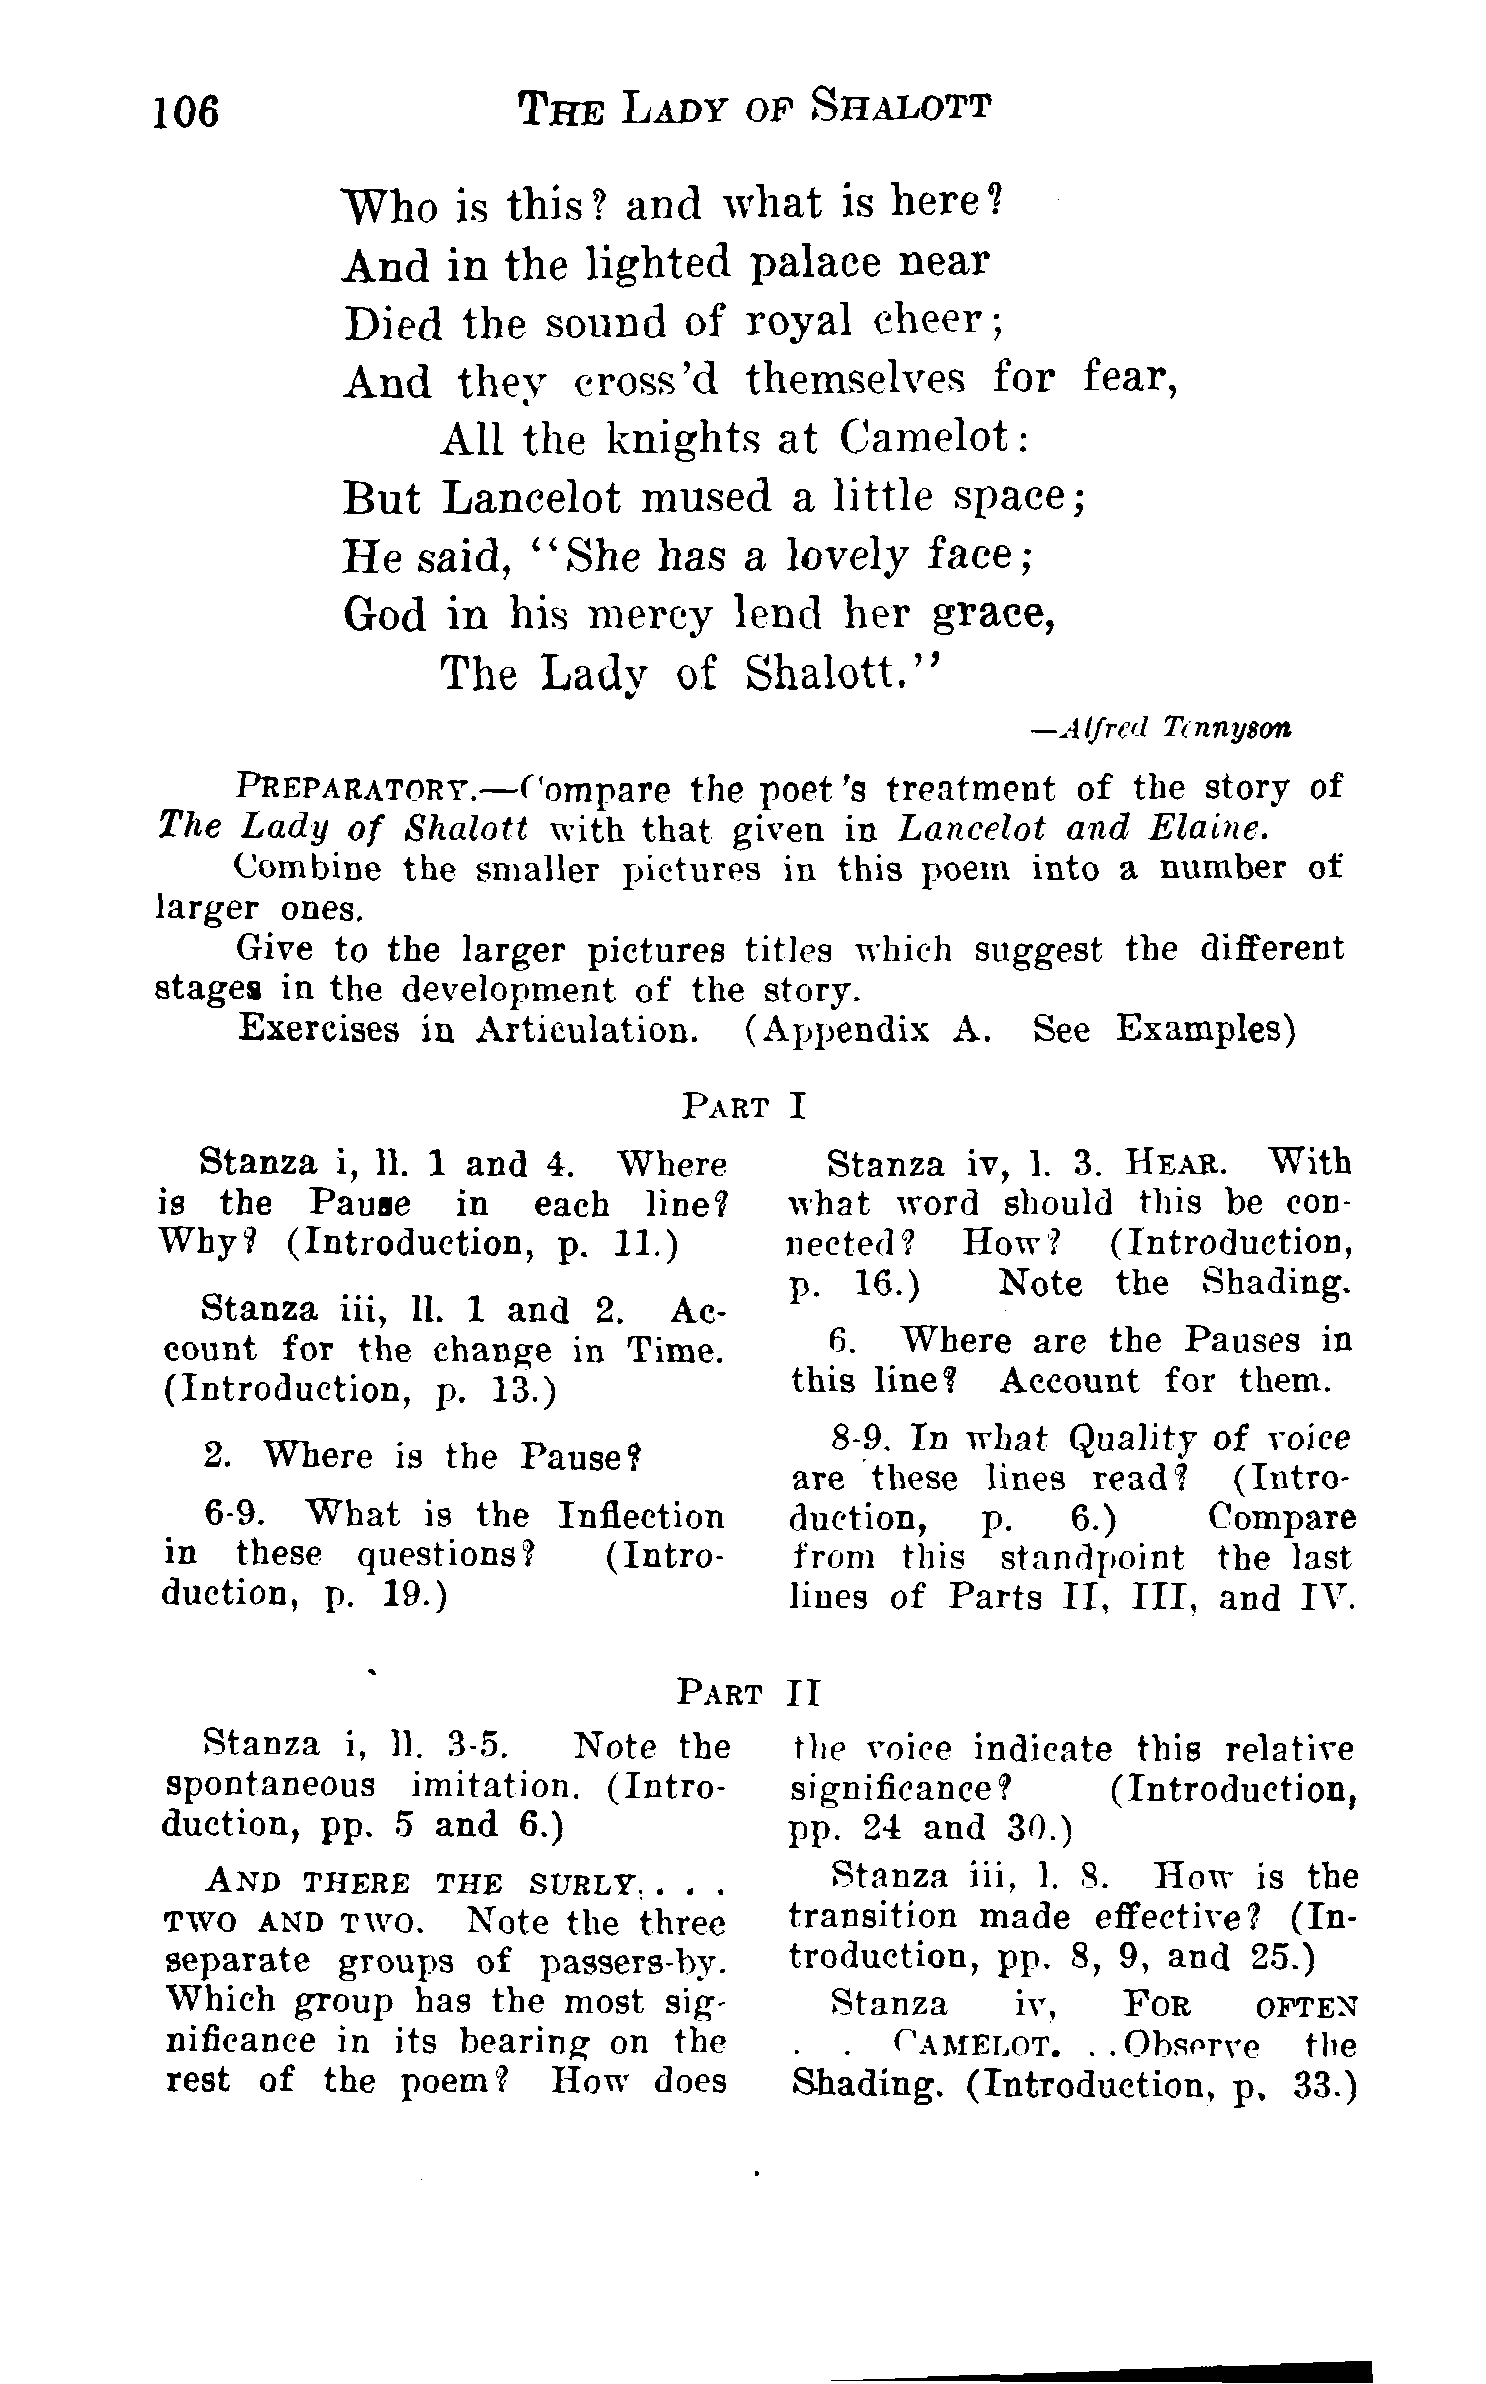 106 THE LADY OF SHALOTT
Who is this? and what is here?
And in the lighted palace near
Died the sound of royal cheer;
And they cross'd themselves for fear,
All the knights at Camelot:
But Lancelot mused a little space;
He said, "She has a lovely face;
God in his mercy lend her grace,
The Lady of Shalott."
—Alfred Tennyson
PREPARATORY.—Compare the poet's treatment of the story of
The Lady of Shalott with that given in Lancelot and Elaine.
Combine the smaller pictures in this poem into a number of
larger ones.
Give to the larger pictures titles which suggest the different
stages in the development of the story.
Exercises in Articulation. (Appendix A. See Examples)
PART I
Stanza i, ll. 1 and 4. Where
is the Pause in each line?
Why? (Introduction, p. 11.)
Stanza iii, ll. 1 and 2. Ac-
count for the change in Time.
(Introduction, p. 13.)
2. Where is the Pause?
6-9. What is the Inflection
in these questions? (Intro-
duction, p. 19.)
Stanza iv, l. 3. HEAR. With
what word should this be con-
nected? How? (Introduction,
p. 16.) Note the Shading.
6. Where are the Pauses in
this line? Account for them.
8-9. In what Quality of voice
are these lines read? (Intro-
duction, p. 6.) Compare
from this standpoint the last
lines of Parts II, III, and IV.
PART II
Stanza i, ll. 3-5. Note the
spontaneous imitation. (Intro-
duction, pp. 5 and 6.)
AND THERE THE SURLY. . . .
TWO AND TWO. Note the three
separate groups of passers-by.
Which group has the most sig-
nificance in its bearing on the
rest of the poem? How does
the voice indicate this relative
significance? (Introduction,
pp. 24 and 30.)
Stanza iii, l. 8. How is the
transition made effective? (In-
troduction, pp. 8, 9, and 25.)
Stanza iv, FOR OFTEN
. . CAMELOT. . . Observe the
Shading. (Introduction, p. 33.)